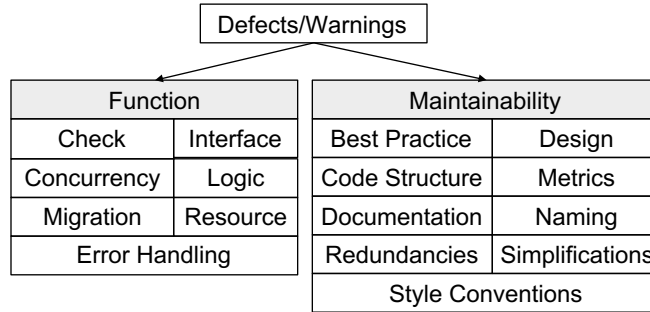 Defects/Warnings
Function
Check Interface
Concurrency Logic
Migration Resource
Error Handling
Maintainability
Best Practice Design
Code Structure Metrics
Documentation Naming
Redundancies Simplifications
Style Conventions